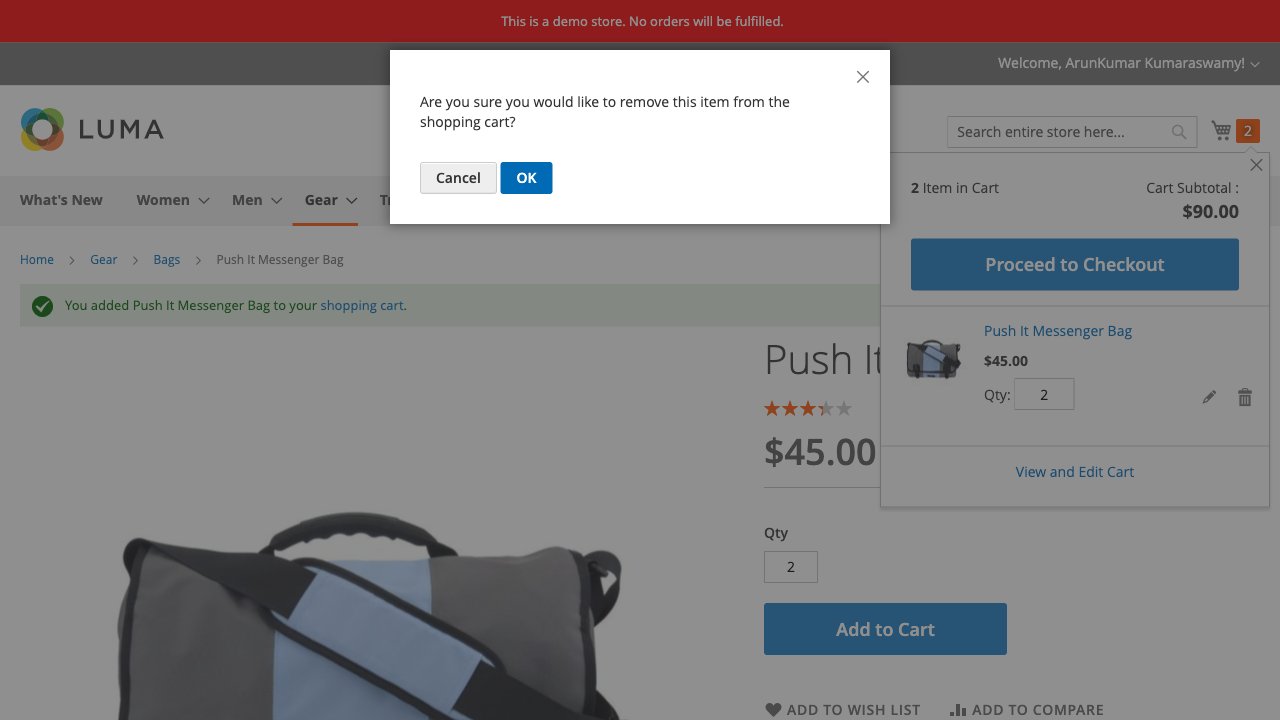 This is a demo store. No orders will be fulfilled.
Welcome, ArunKumar Kumaraswamy!
Are you sure you would like to remove this item from the
shopping cart?
Cancel OK
LUMA
Search entire store here...
2
What's New Women Men Gear
2 Item in Cart
Cart Subtotal :
$90.00
Proceed to Checkout
Home Gear Bags Push It Messenger Bag
You added Push It Messenger Bag to your shopping cart.
Push It Messenger Bag
$45.00
Qty: 2
View and Edit Cart
Push It
$45.00
Qty
2
Add to Cart
ADD TO WISH LIST ADD TO COMPARE